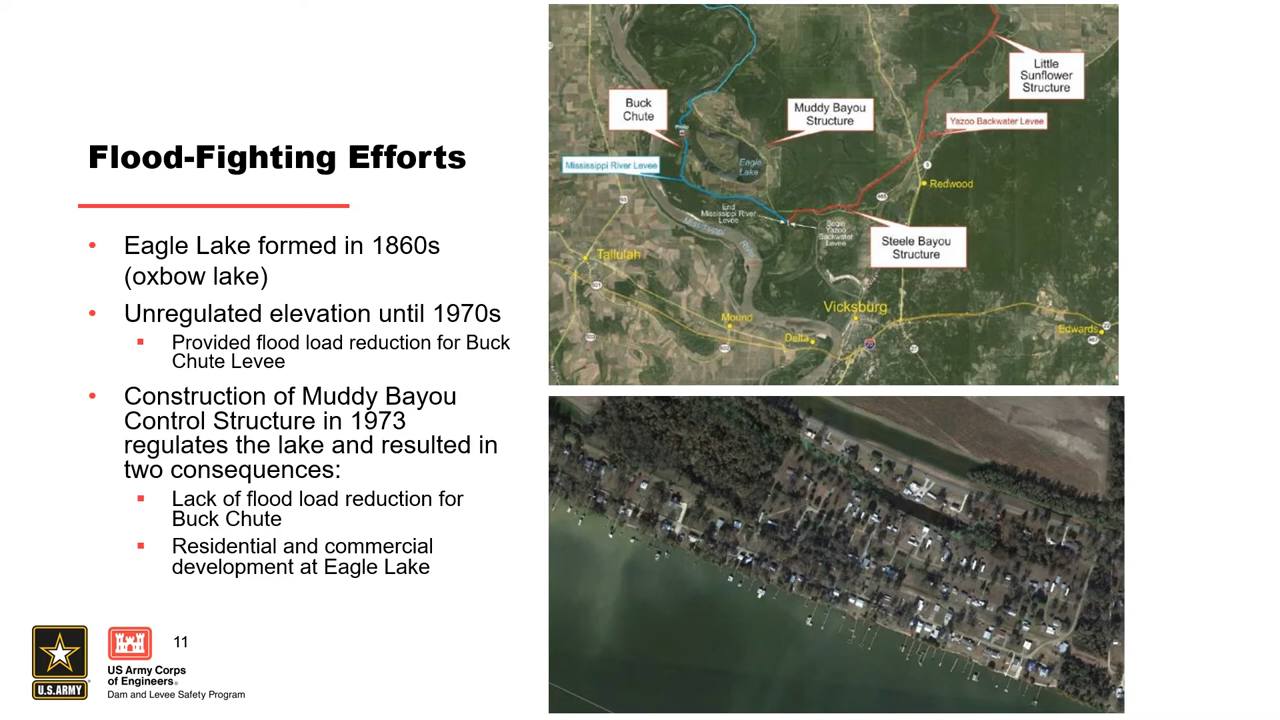 Flood-Fighting Efforts
• Eagle Lake formed in 1860s
(oxbow lake)
• Unregulated elevation until 1970s
▪ Provided flood load reduction for Buck
Chute Levee
• Construction of Muddy Bayou
Control Structure in 1973
regulates the lake and resulted in
two consequences:
▪ Lack of flood load reduction for
Buck Chute
▪ Residential and commercial
development at Eagle Lake
Little
Sunflower
Structure
Buck
Chute
Muddy Bayou
Structure
Yazoo Backwater Levee
Mississippi River Levee
Eagle
Lake
Redwood
End
Mississippi River
Levee
Begin
Yazoo
Backwater
Levee
Mississippi River
Steele Bayou
Structure
Tallulah
Vicksburg
Mound
Delta
Edwards
U.S.ARMY
US Army Corps
of Engineers®
Dam and Levee Safety Program
11